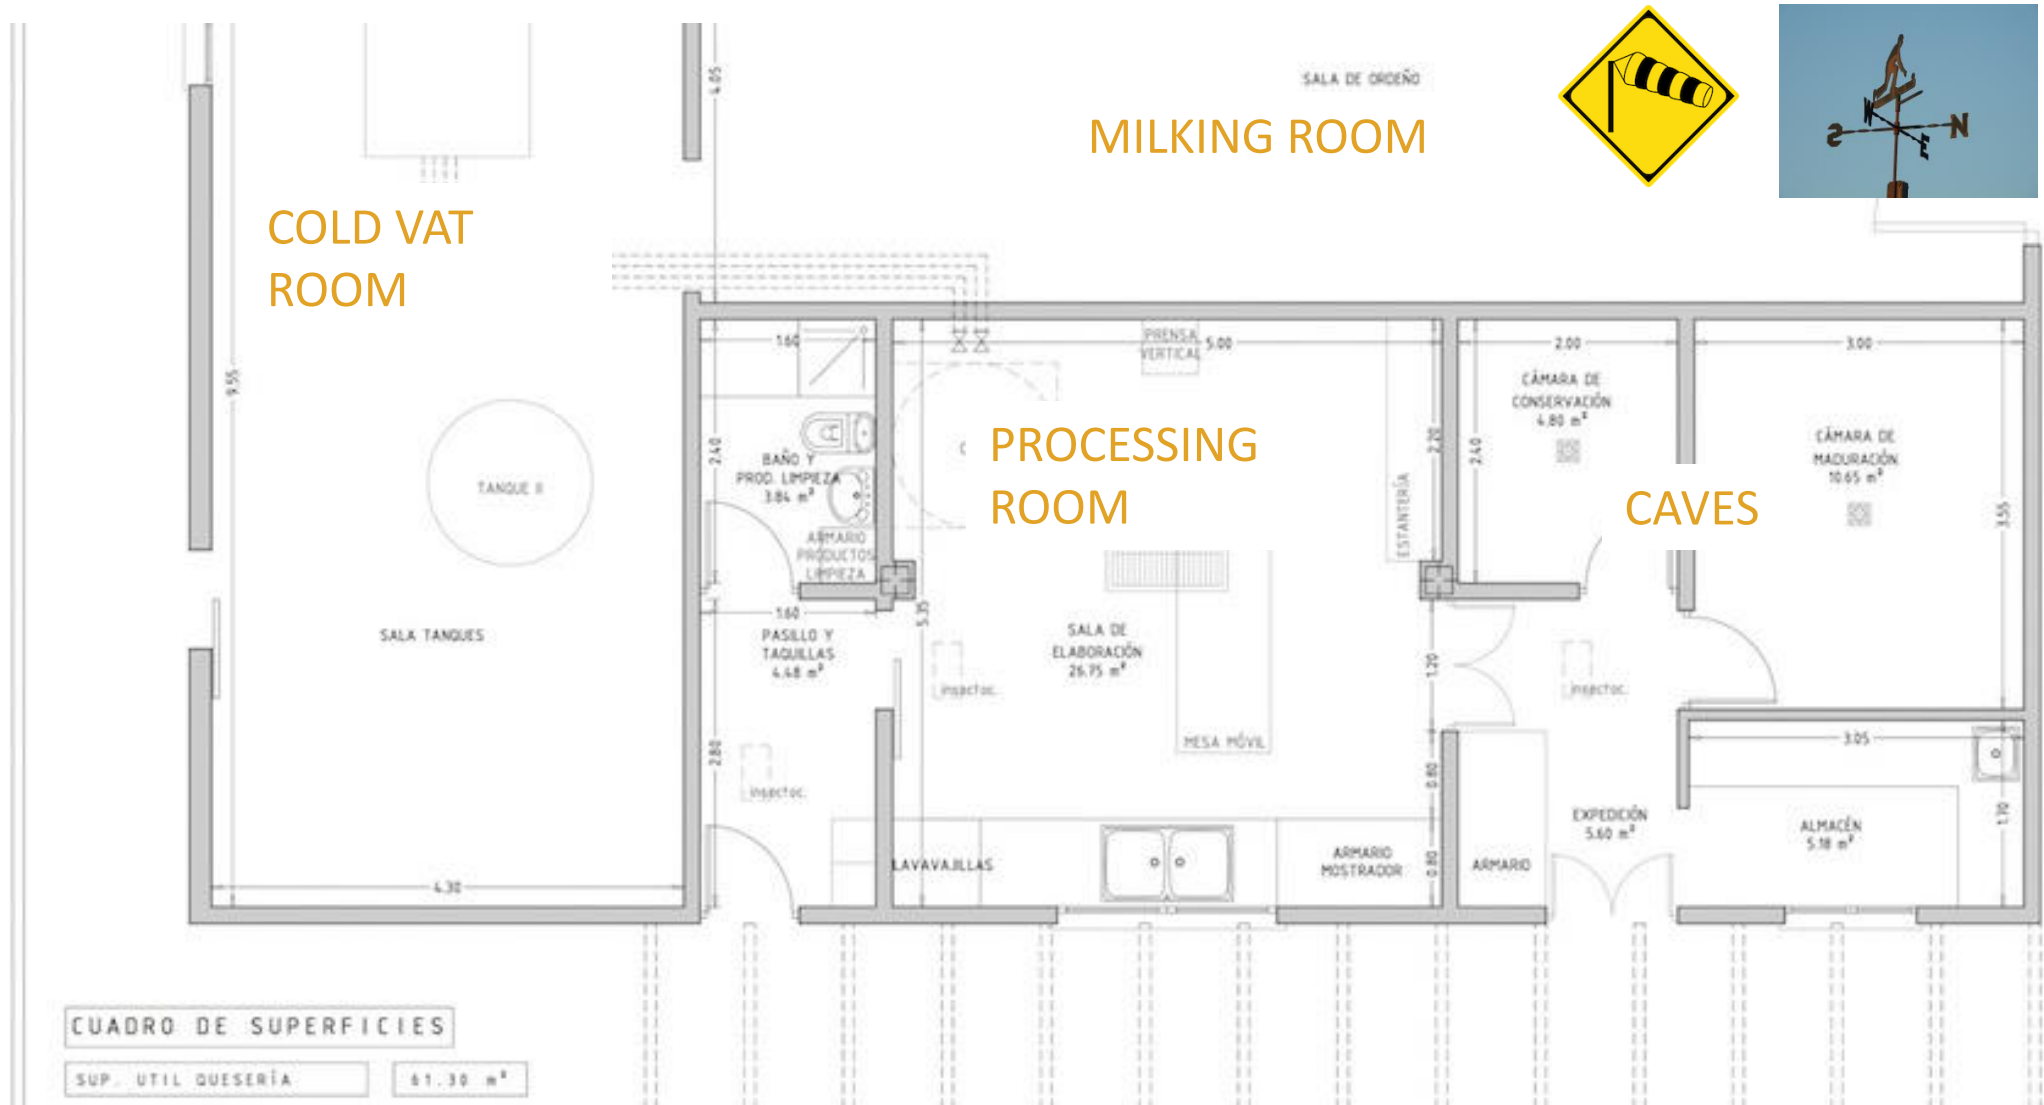 SALA DE ORDEÑO
MILKING ROOM
W
S
N
E
4.05
COLD VAT
ROOM
9.55
TANQUE II
SALA TANQUES
4.30
1.60
2.40
BAÑO Y
PROD. LIMPIEZA
3.84 m²
ARMARIO
PRODUCTOS
LIMPIEZA
1.60
PASILLO Y
TAQUILLAS
4.48 m²
2.80
insectoc.
PRENSA
VERTICAL
5.00
PROCESSING
ROOM
2.20
ESTANTERÍA
5.35
SALA DE
ELABORACIÓN
26.75 m²
insectoc.
MESA MÓVIL
1.20
0.80
0.80
LAVAVAJILLAS
ARMARIO
MOSTRADOR
2.00
CÁMARA DE
CONSERVACIÓN
4.80 m²
2.40
CAVES
3.00
CÁMARA DE
MADURACIÓN
10.65 m²
3.55
insectoc.
ARMARIO
EXPEDICIÓN
5.60 m²
3.05
ALMACÉN
5.18 m²
1.70
CUADRO DE SUPERFICIES
SUP. UTIL QUESERÍA
61.30 m²